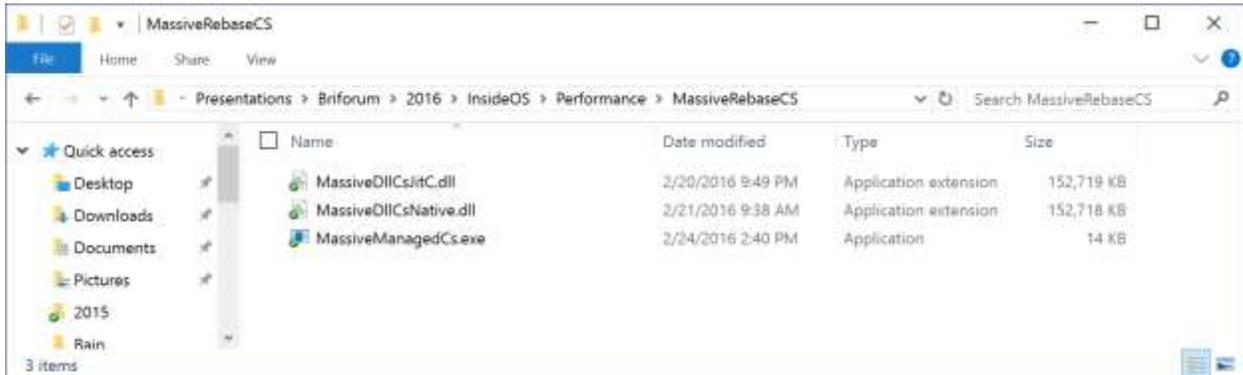 MassiveRebaseCS
File Home Share View
Presentations > Briforum > 2016 > InsideOS > Performance > MassiveRebaseCS Search MassiveRebaseCS
Quick access
Name Date modified Type Size
Desktop
MassiveDllCsJitC.dll 2/20/2016 9:49 PM Application extension 152,719 KB
Downloads
MassiveDllCsNative.dll 2/21/2016 9:38 AM Application extension 152,718 KB
Documents
MassiveManagedCs.exe 2/24/2016 2:40 PM Application 14 KB
Pictures
2015
Bain
3 items